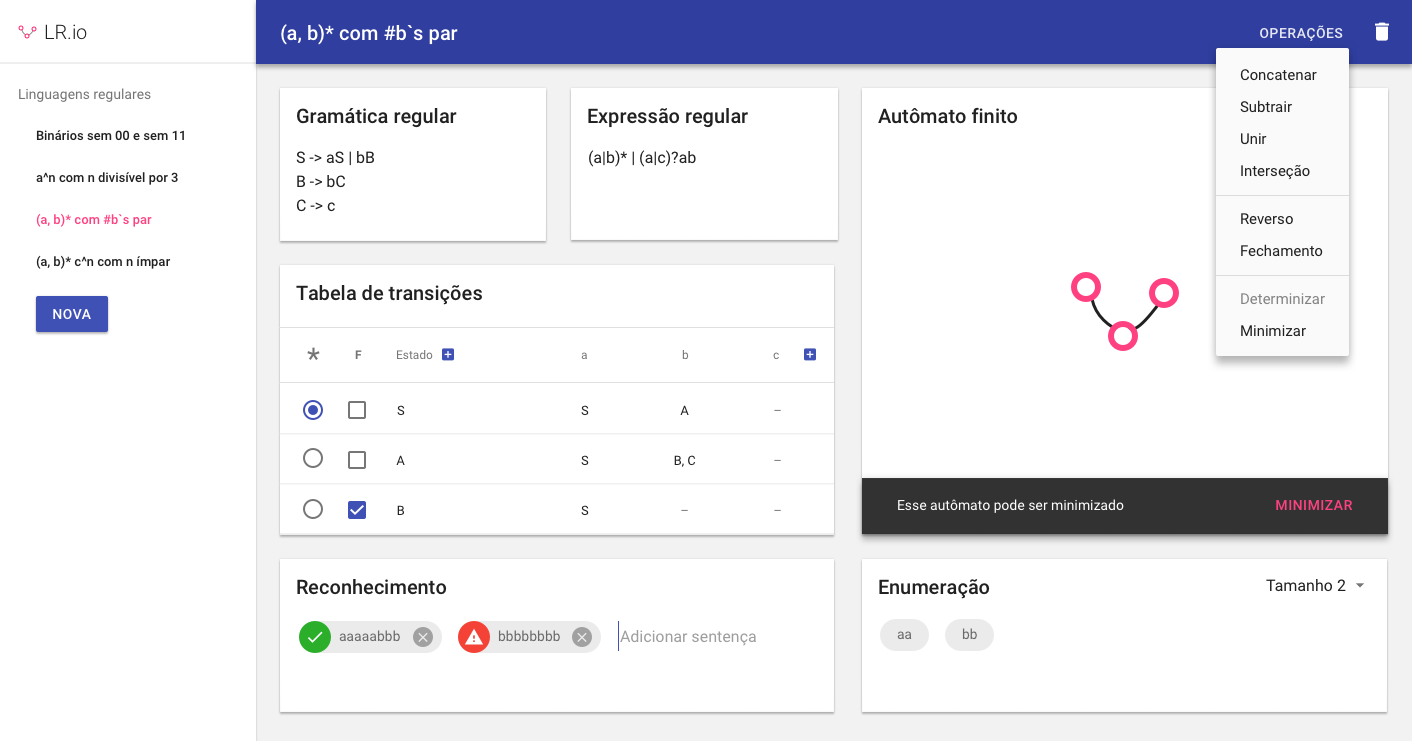 LR.io
Linguagens regulares
Binários sem 00 e sem 11
a^n com n divisível por 3
(a, b)* com #b`s par
(a, b)* c^n com n ímpar
NOVA
(a, b)* com #b`s par
OPERAÇÕES
Concatenar
Subtrair
Unir
Interseção
Reverso
Fechamento
Determinizar
Minimizar
Gramática regular
S -> aS | bB
B -> bC
C -> c
Expressão regular
(a|b)* | (a|c)?ab
Autômato finito
Esse autômato pode ser minimizado MINIMIZAR
Tabela de transições
* F Estado a b c
S S A –
A S B, C –
B S – –
Reconhecimento
aaaaabbb bbbbbbbb Adicionar sentença
Enumeração Tamanho 2
aa bb